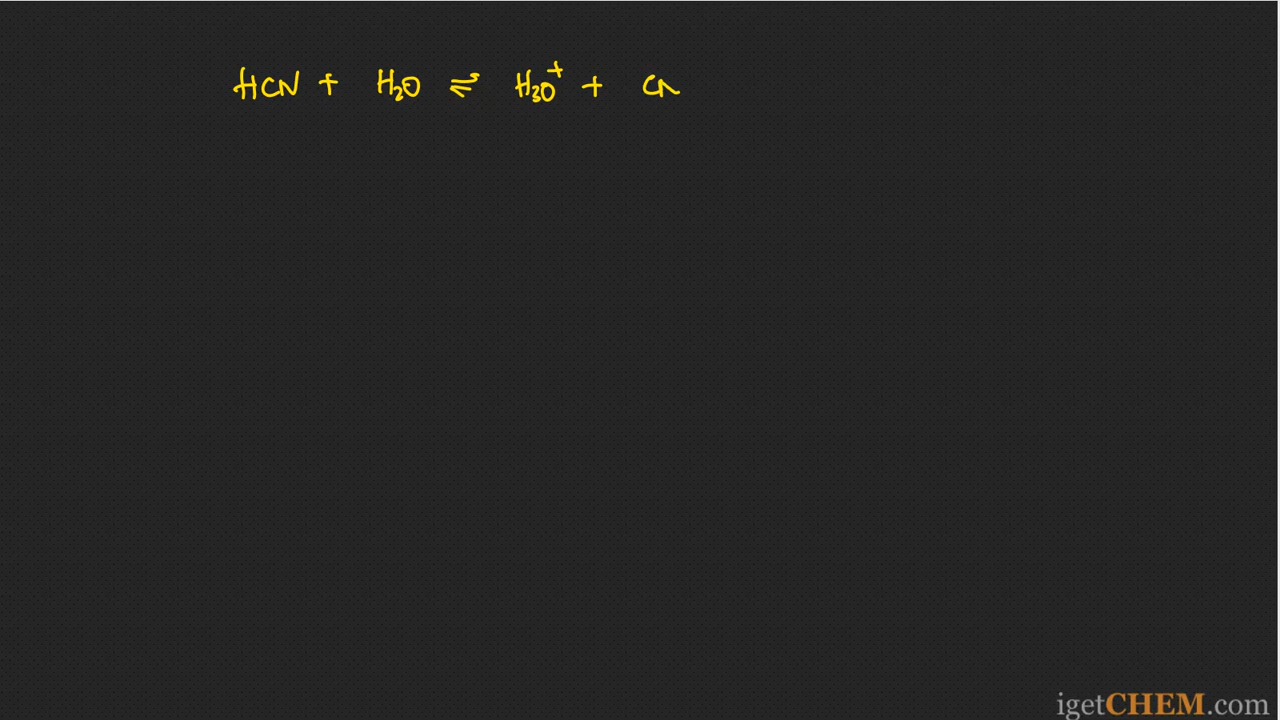 HCN + H₂O ⇌ H₃O⁺ + CN
igetCHEM.com